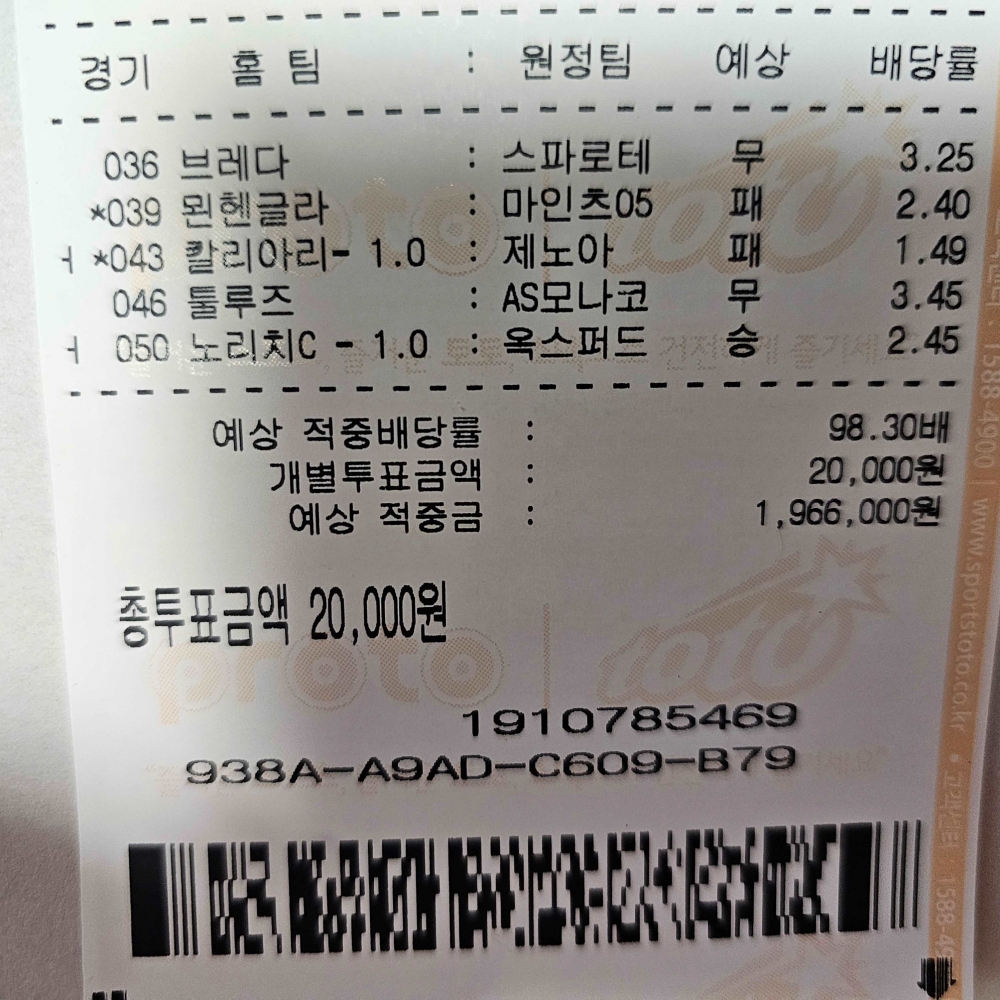 경기 홈 팀 : 원정팀 예상 배당률
036 브레다 : 스파로테 무 3.25
*039 묀헨글라 : 마인츠05 패 2.40
ㅓ *043 칼리아리- 1.0 : 제노아 패 1.49
046 툴루즈 : AS모나코 무 3.45
ㅓ 050 노리치C - 1.0 : 옥스퍼드 승 2.45
예상 적중배당률 : 98.30배
개별투표금액 : 20,000원
예상 적중금 : 1,966,000원
총투표금액 20,000원
proto toto
1910785469
938A-A9AD-C609-B79
1588-4900 | www.sportstoto.co.kr • 고객센터 : 1588-49